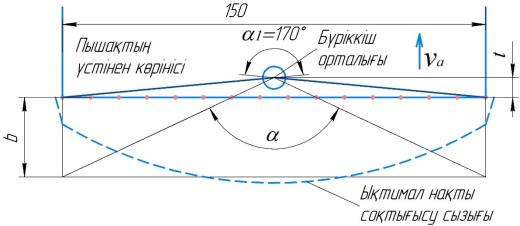 150
Пышақтың
үстінен көрінісі
α1=170°
Бүріккіш
орталығы
Va
t
b
α
Ықтимал нақты
соқтығысу сызығы